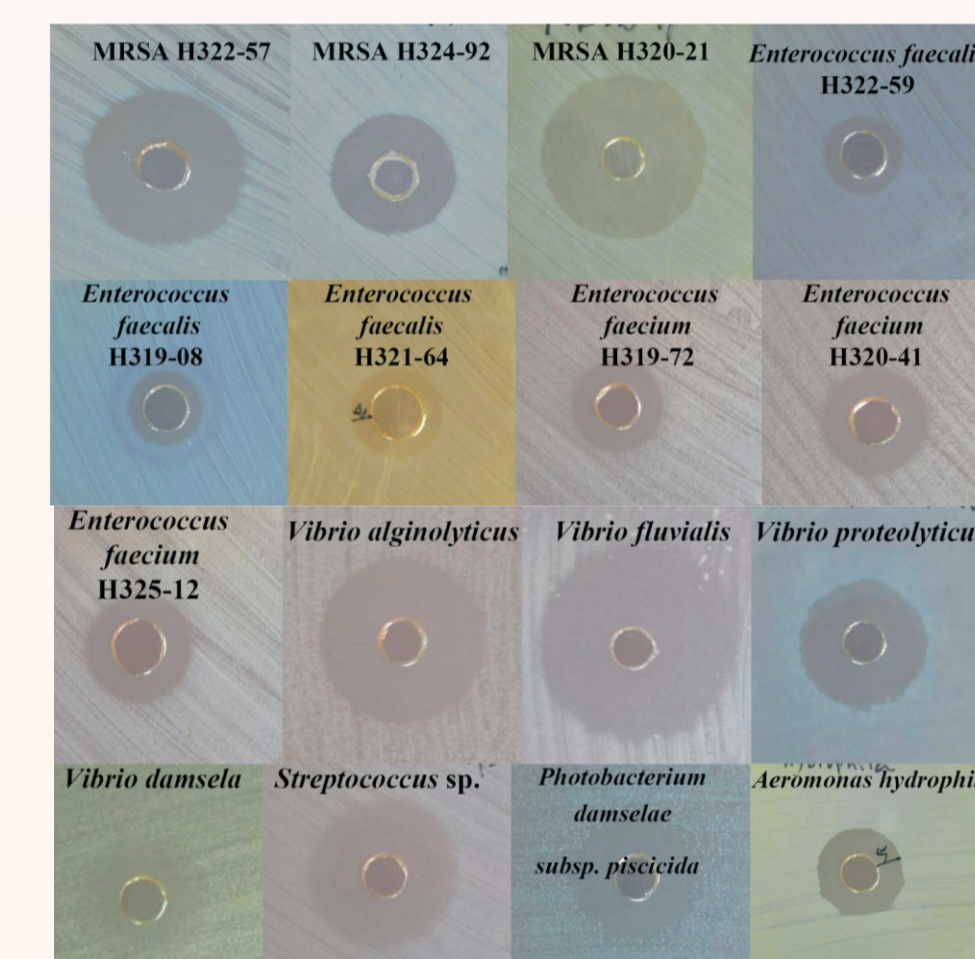 MRSA H322-57
MRSA H324-92
MRSA H320-21
Enterococcus faecali
H322-59
Enterococcus
faecalis
H319-08
Enterococcus
faecalis
H321-64
Enterococcus
faecium
H319-72
Enterococcus
faecium
H320-41
Enterococcus
faecium
H325-12
Vibrio alginolyticus
Vibrio fluvialis
Vibrio proteolyticu
Vibrio damsela
Streptococcus sp.
Photobacterium
damselae
subsp. piscicida
Aeromonas hydrophi